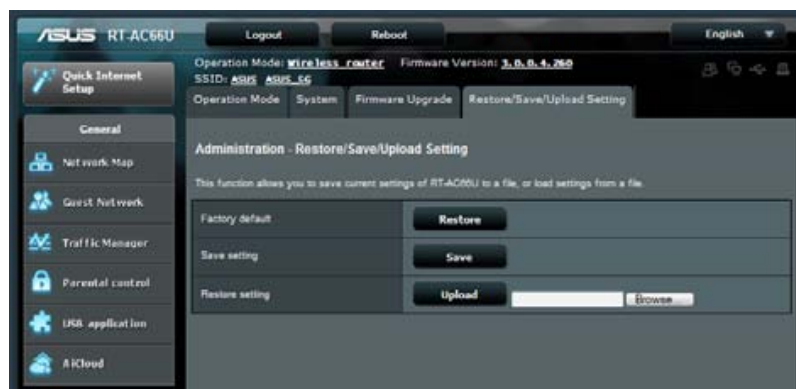 ASUS RT-AC66U Logout Reboot English
Quick Internet Setup
Operation Mode: Wireless router Firmware Version: 3.0.0.4.260
SSID: ASUS ASUS_5G
Operation Mode System Firmware Upgrade Restore/Save/Upload Setting
General
Network Map
Guest Network
Traffic Manager
Parental control
USB application
AiCloud
Administration - Restore/Save/Upload Setting
This function allows you to save current settings of RT-AC66U to a file, or load settings from a file.
Factory default Restore
Save setting Save
Restore setting Upload Browse...